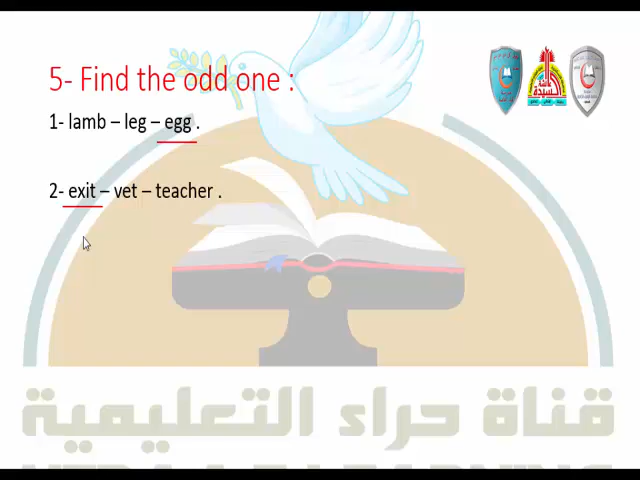 5- Find the odd one :
1- lamb – leg – egg .
2- exit – vet – teacher .
قناة حراء التعليمية